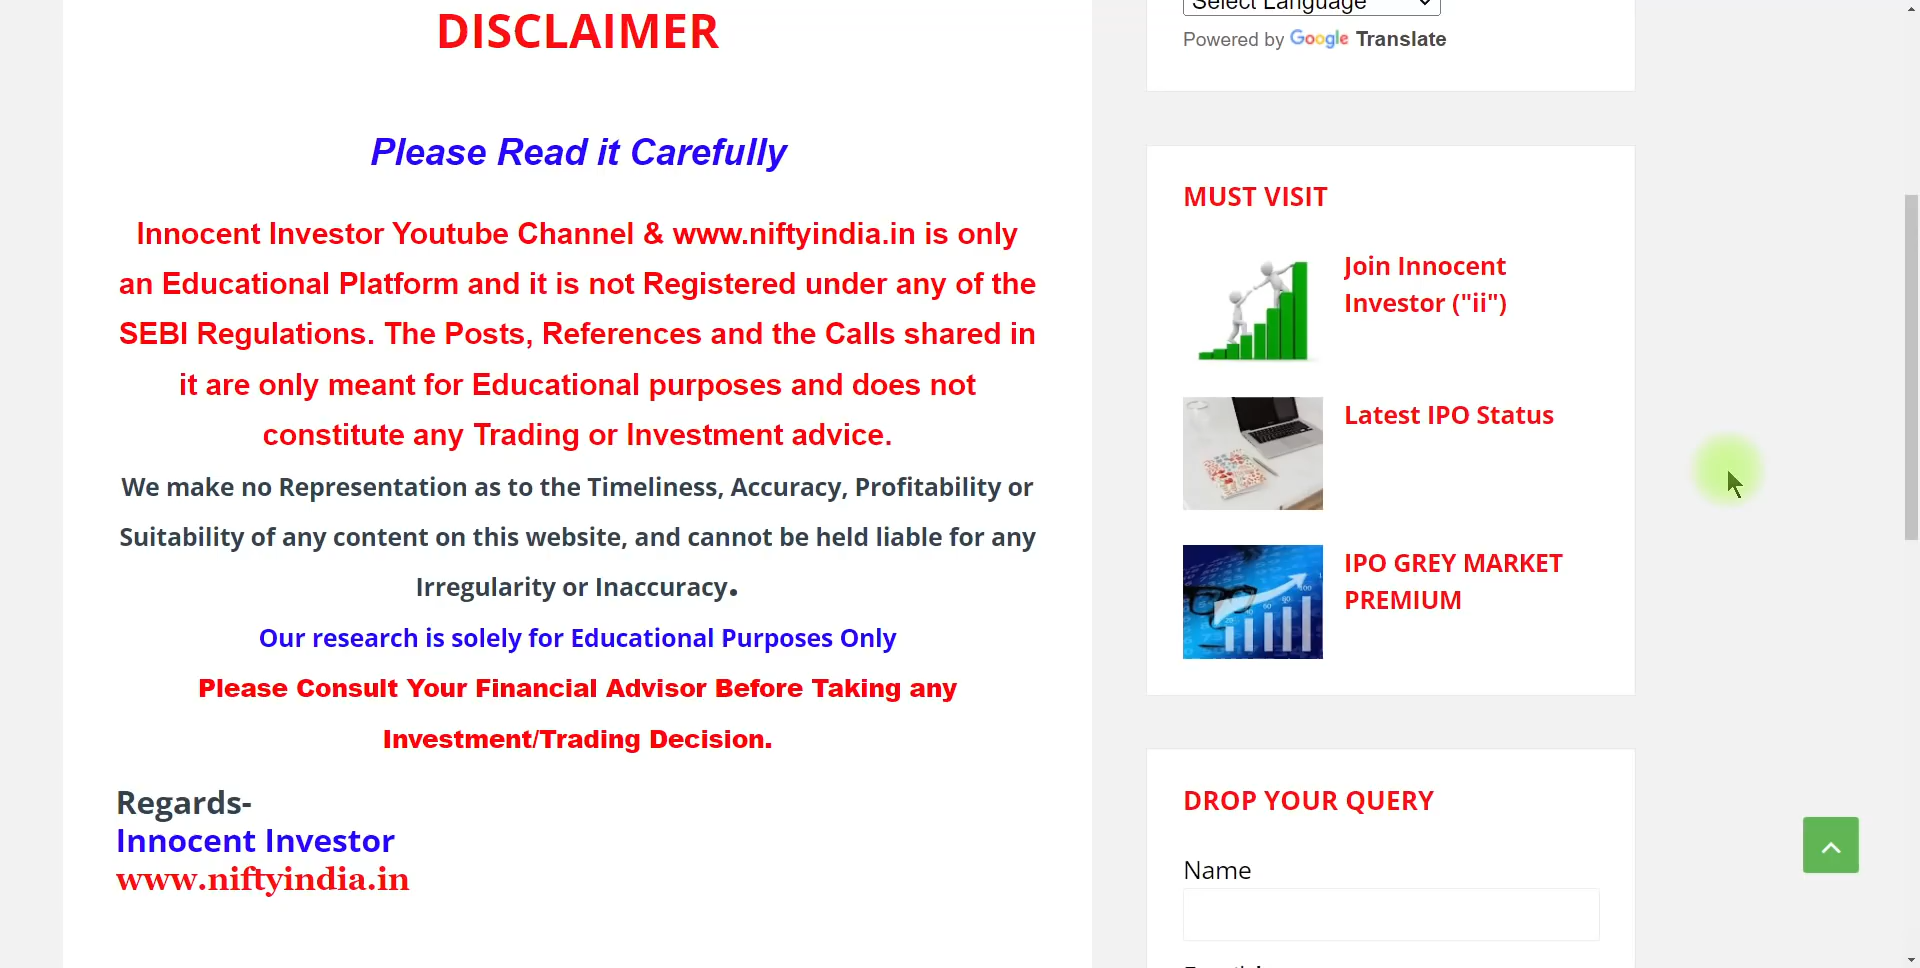 DISCLAIMER
Please Read it Carefully
Innocent Investor Youtube Channel & www.niftyindia.in is only
an Educational Platform and it is not Registered under any of the
SEBI Regulations. The Posts, References and the Calls shared in
it are only meant for Educational purposes and does not
constitute any Trading or Investment advice.
We make no Representation as to the Timeliness, Accuracy, Profitability or
Suitability of any content on this website, and cannot be held liable for any
Irregularity or Inaccuracy.
Our research is solely for Educational Purposes Only
Please Consult Your Financial Advisor Before Taking any
Investment/Trading Decision.
Regards-
Innocent Investor
www.niftyindia.in
Select Language
Powered by Google Translate
MUST VISIT
Join Innocent
Investor ("ii")
Latest IPO Status
IPO GREY MARKET
PREMIUM
DROP YOUR QUERY
Name